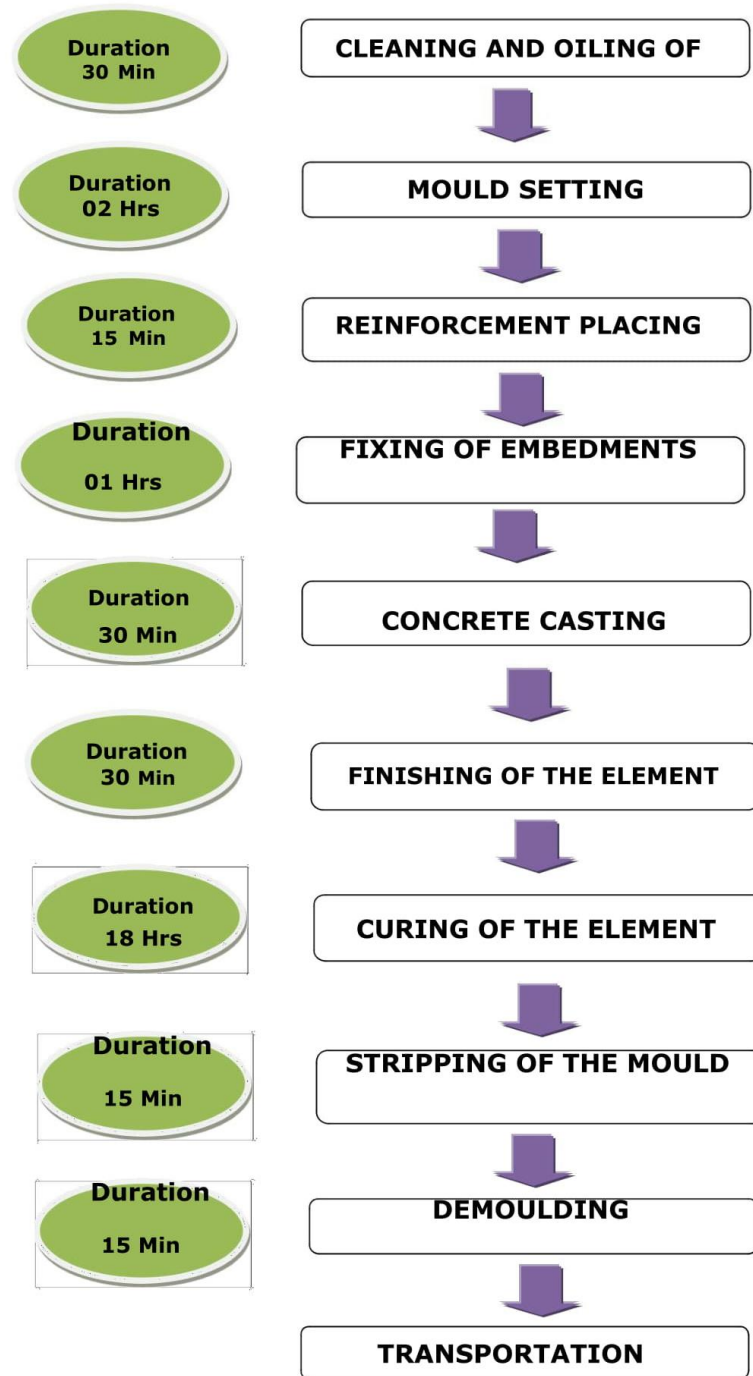 Duration
30 Min
CLEANING AND OILING OF
Duration
02 Hrs
MOULD SETTING
Duration
15 Min
REINFORCEMENT PLACING
Duration
01 Hrs
FIXING OF EMBEDMENTS
Duration
30 Min
CONCRETE CASTING
Duration
30 Min
FINISHING OF THE ELEMENT
Duration
18 Hrs
CURING OF THE ELEMENT
Duration
15 Min
STRIPPING OF THE MOULD
Duration
15 Min
DEMOULDING
TRANSPORTATION